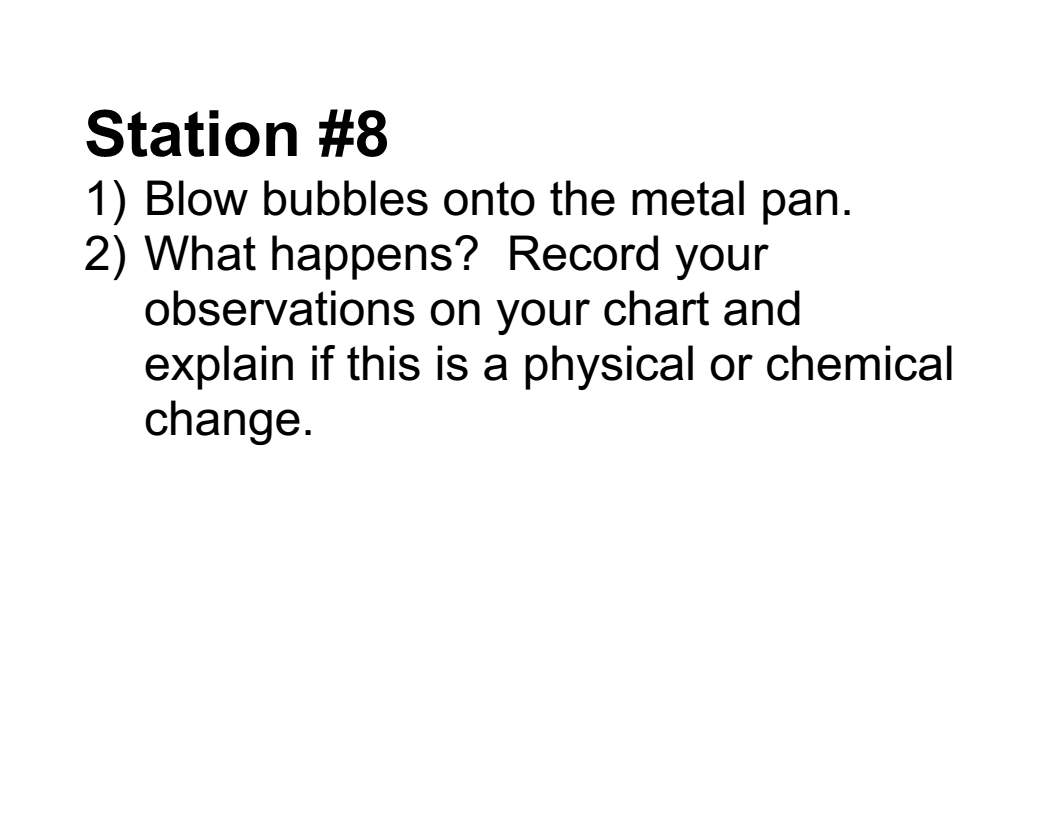 Station #8
1) Blow bubbles onto the metal pan.
2) What happens?  Record your
observations on your chart and
explain if this is a physical or chemical
change.